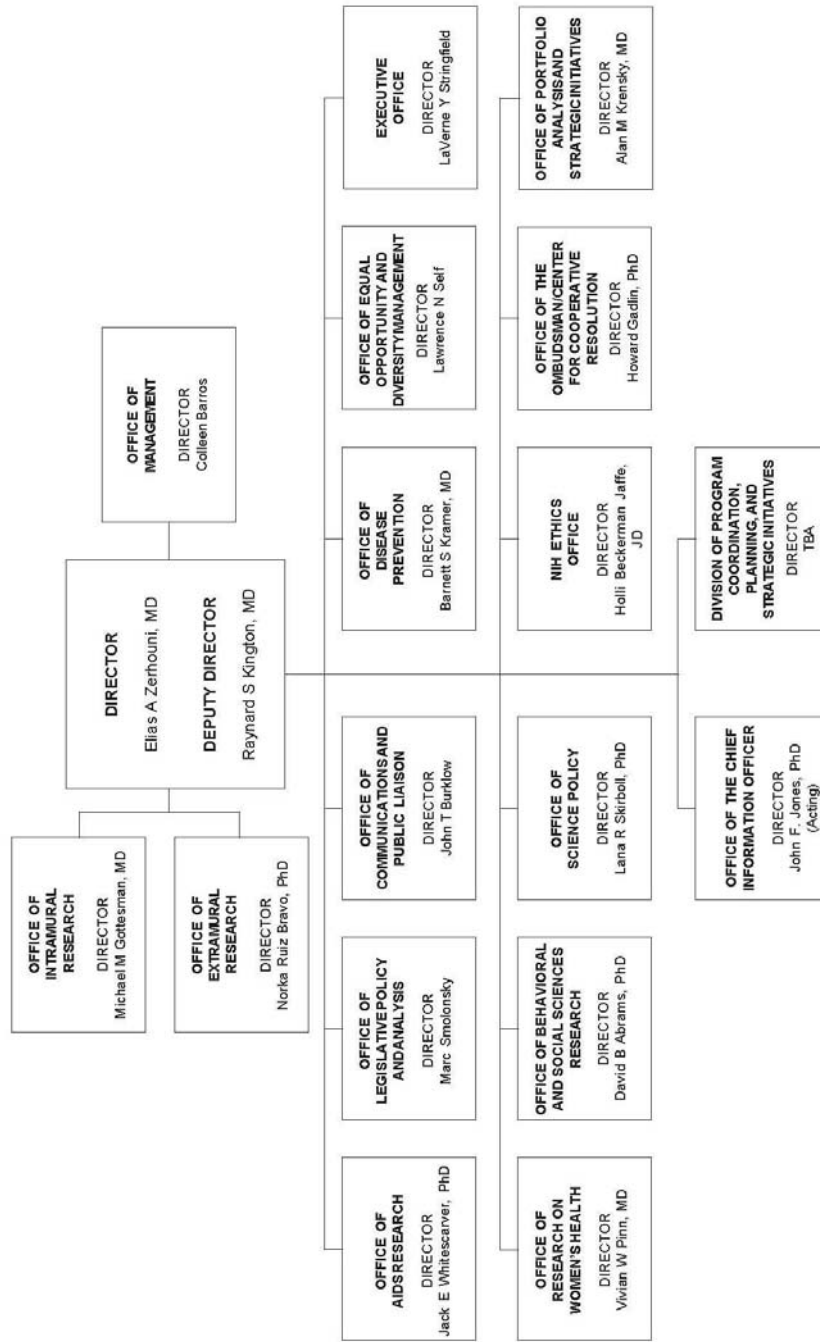 DIRECTOR
Elias A Zerhouni, MD
DEPUTY DIRECTOR
Raynard S Kington, MD
OFFICE OF
MANAGEMENT
DIRECTOR
Colleen Barros
OFFICE OF
INTRAMURAL
RESEARCH
DIRECTOR
Michael M Gottesman, MD
OFFICE OF
EXTRAMURAL
RESEARCH
DIRECTOR
Norka Ruiz Bravo, PhD
OFFICE OF
AIDS RESEARCH
DIRECTOR
Jack E Whitescarver, PhD
OFFICE OF
LEGISLATIVE POLICY
AND ANALYSIS
DIRECTOR
Marc Smolonsky
OFFICE OF
COMMUNICATIONS AND
PUBLIC LIAISON
DIRECTOR
John T Burklow
OFFICE OF
DISEASE
PREVENTION
DIRECTOR
Barnett S Kramer, MD
OFFICE OF EQUAL
OPPORTUNITY AND
DIVERSITY MANAGEMENT
DIRECTOR
Lawrence N Self
EXECUTIVE
OFFICE
DIRECTOR
LaVerne Y Stringfield
OFFICE OF
RESEARCH ON
WOMEN'S HEALTH
DIRECTOR
Vivian W Pinn, MD
OFFICE OF BEHAVIORAL
AND SOCIAL SCIENCES
RESEARCH
DIRECTOR
David B Abrams, PhD
OFFICE OF
SCIENCE POLICY
DIRECTOR
Lana R Skirboll, PhD
NIH ETHICS
OFFICE
DIRECTOR
Holli Beckerman Jaffe,
JD
OFFICE OF THE
OMBUDSMAN/CENTER
FOR COOPERATIVE
RESOLUTION
DIRECTOR
Howard Gadlin, PhD
OFFICE OF PORTFOLIO
ANALYSIS AND
STRATEGIC INITIATIVES
DIRECTOR
Alan M Krensky, MD
OFFICE OF THE CHIEF
INFORMATION OFFICER
DIRECTOR
John F. Jones, PhD
(Acting)
DIVISION OF PROGRAM
COORDINATION,
PLANNING, AND
STRATEGIC INITIATIVES
DIRECTOR
TBA